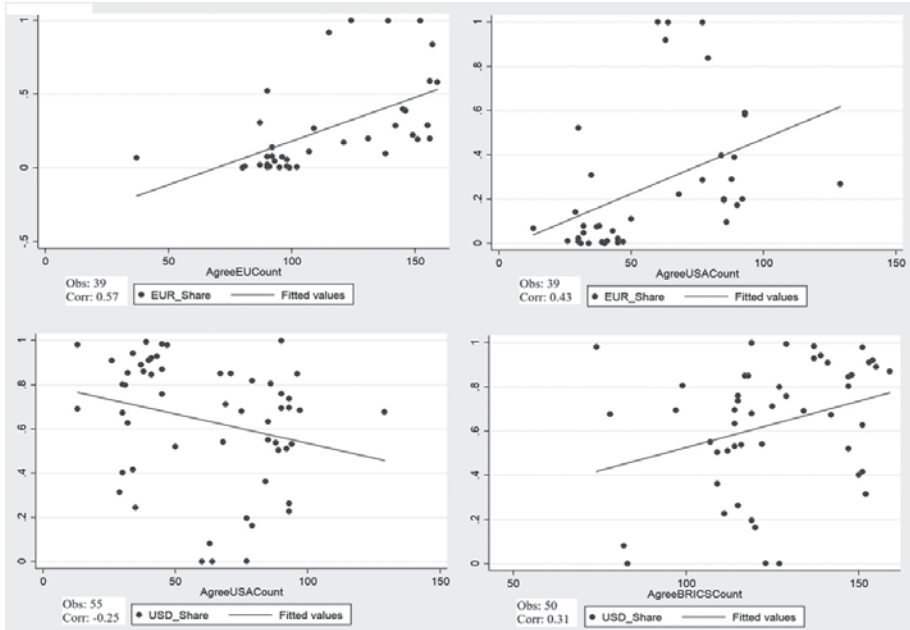 1
.5
0
-.5
0
50
100
150
AgreeEUCount
Obs: 39
Corr: 0.57
EUR_Share
Fitted values
1
.8
.6
.4
.2
0
0
50
100
150
AgreeUSACount
Obs: 39
Corr: 0.43
EUR_Share
Fitted values
1
.8
.6
.4
.2
0
0
50
100
150
AgreeUSACount
Obs: 55
Corr: -0.25
USD_Share
Fitted values
1
.8
.6
.4
.2
0
50
100
150
AgreeBRICSCount
Obs: 50
Corr: 0.31
USD_Share
Fitted values